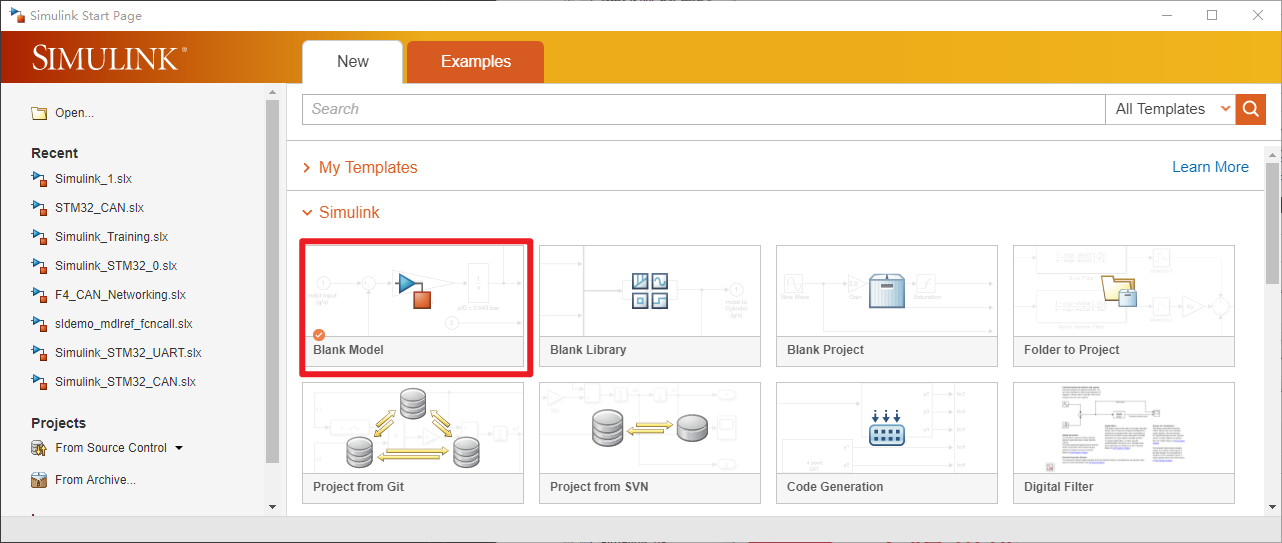 Simulink Start Page
SIMULINK®
New
Examples
Open...
Recent
Simulink_1.slx
STM32_CAN.slx
Simulink_Training.slx
Simulink_STM32_0.slx
F4_CAN_Networking.slx
sldemo_mdlref_fcncall.slx
Simulink_STM32_UART.slx
Simulink_STM32_CAN.slx
Projects
From Source Control
From Archive...
Search
All Templates
My Templates
Learn More
Simulink
Blank Model
Blank Library
Blank Project
Folder to Project
Project from Git
Project from SVN
Code Generation
Digital Filter